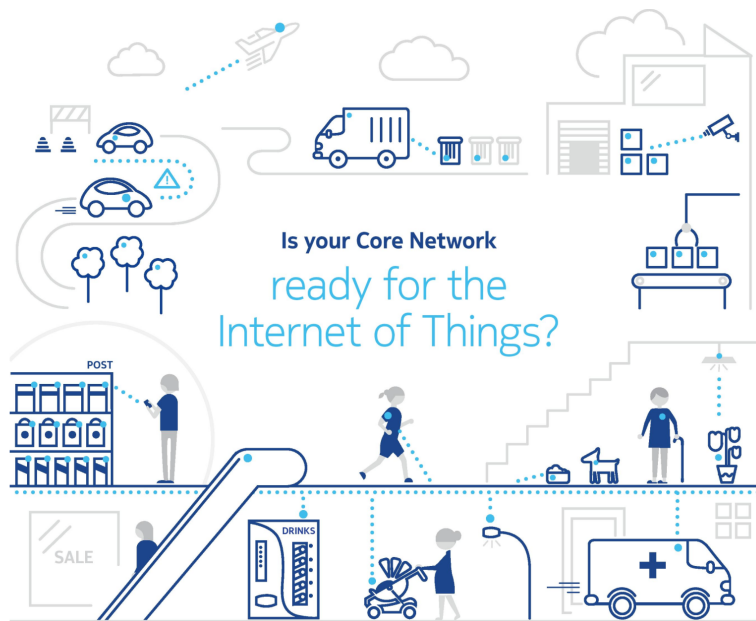 Is your Core Network
ready for the
Internet of Things?
POST
DRINKS
SALE